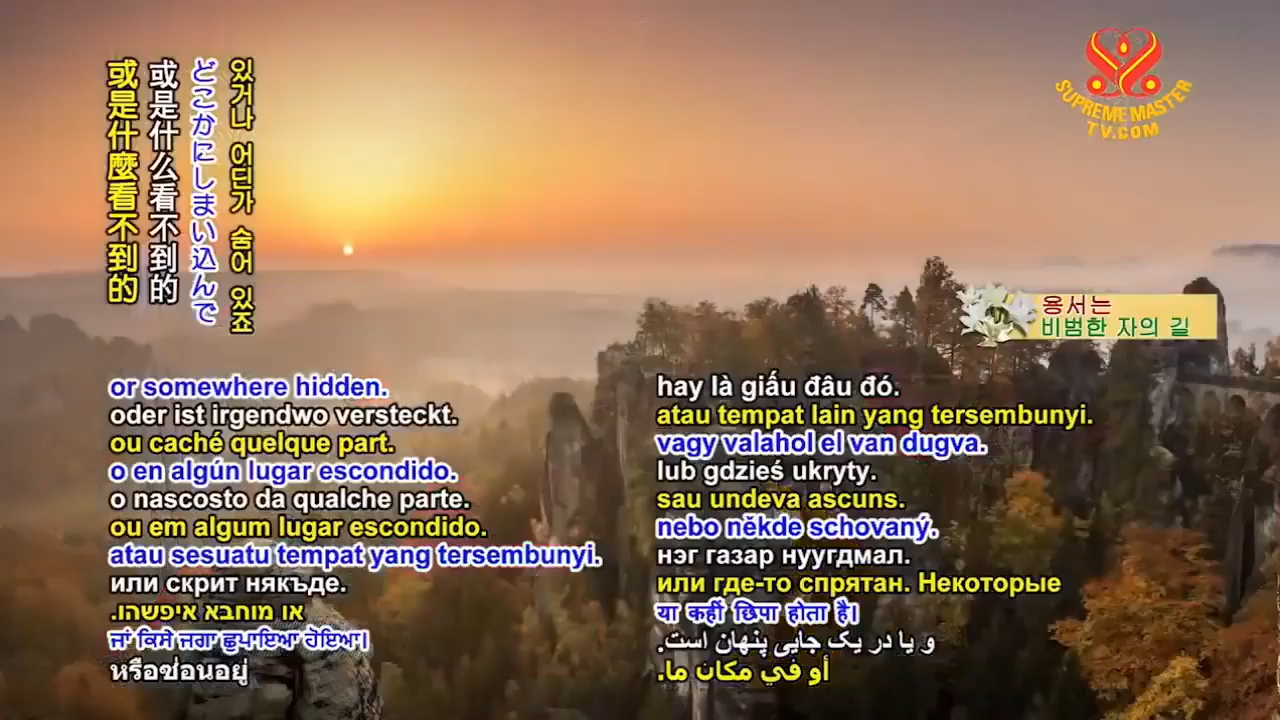 있거나 어딘가 숨어 있죠
どこかにしまい込んで
或是什么看不到的
或是什麼看不到的
SUPREME MASTER
TV.COM
용서는
비범한 자의 길
or somewhere hidden.
oder ist irgendwo versteckt.
ou caché quelque part.
o en algún lugar escondido.
o nascosto da qualche parte.
ou em algum lugar escondido.
atau sesuatu tempat yang tersembunyi.
или скрит някъде.
או מוחבא איפשהו.
ਜਾਂ ਕਿਸੇ ਜਗਾ ਛੁਪਾਇਆ ਹੋਇਆ।
หรือซ่อนอยู่
hay là giấu đâu đó.
atau tempat lain yang tersembunyi.
vagy valahol el van dugva.
lub gdzieś ukryty.
sau undeva ascuns.
nebo někde schovaný.
нэг газар нуугдмал.
или где-то спрятан. Некоторые
या कहीं छिपा होता है।
و یا در یک جایی پنهان است.
أو في مكان ما.